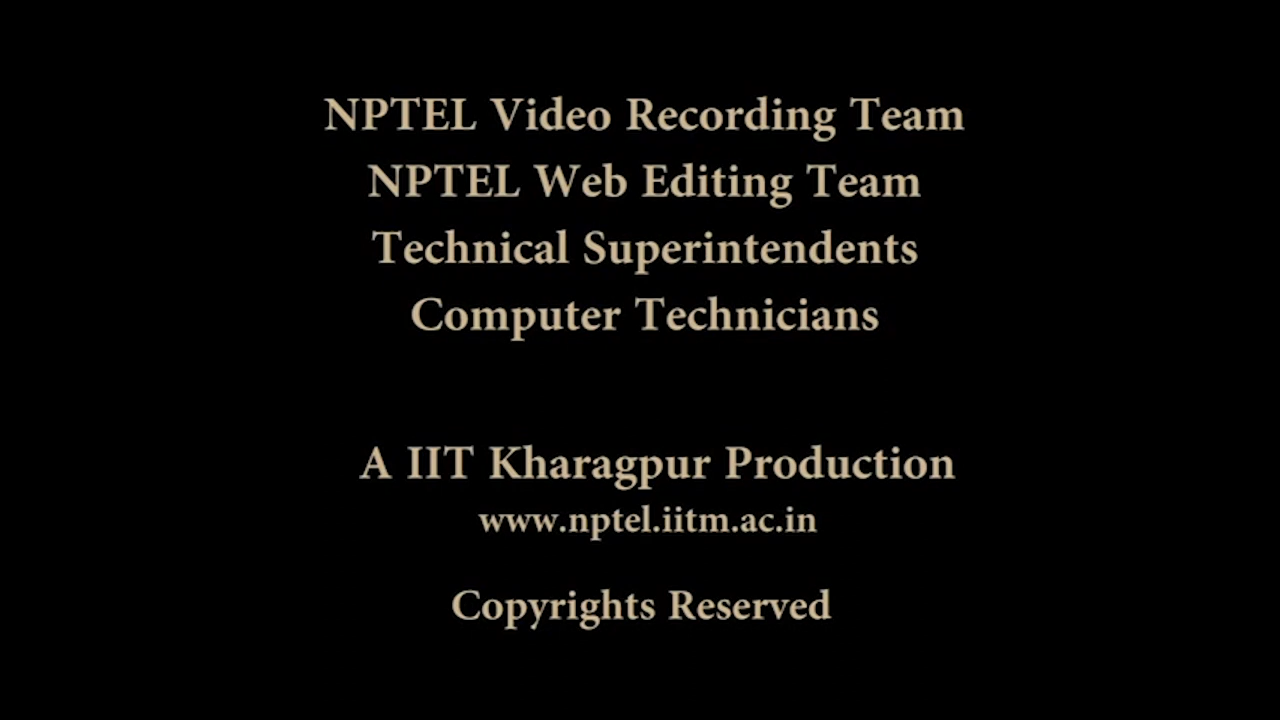 NPTEL Video Recording Team
NPTEL Web Editing Team
Technical Superintendents
Computer Technicians
A IIT Kharagpur Production
www.nptel.iitm.ac.in
Copyrights Reserved